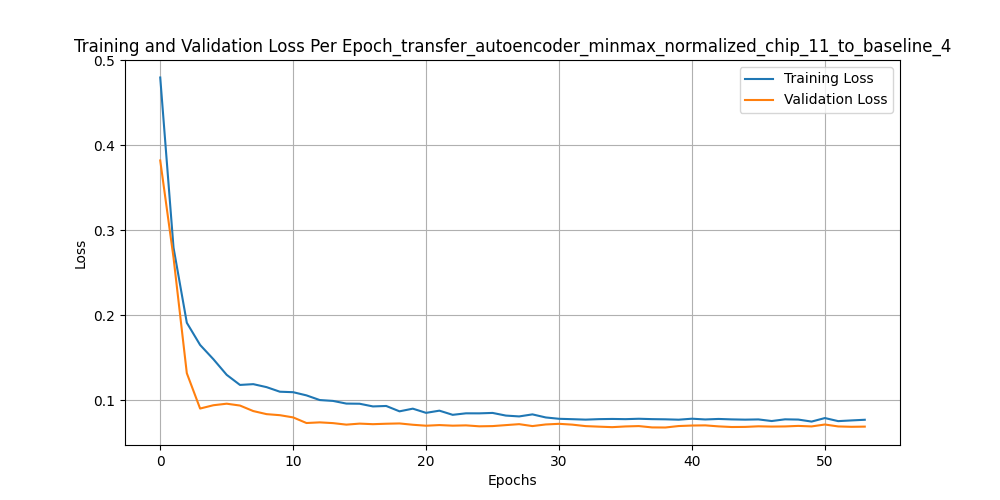 Training and Validation Loss Per Epoch_transfer_autoencoder_minmax_normalized_chip_11_to_baseline_4
Training Loss
Validation Loss
0.5
0.4
0.3
0.2
0.1
Loss
0 10 20 30 40 50
Epochs